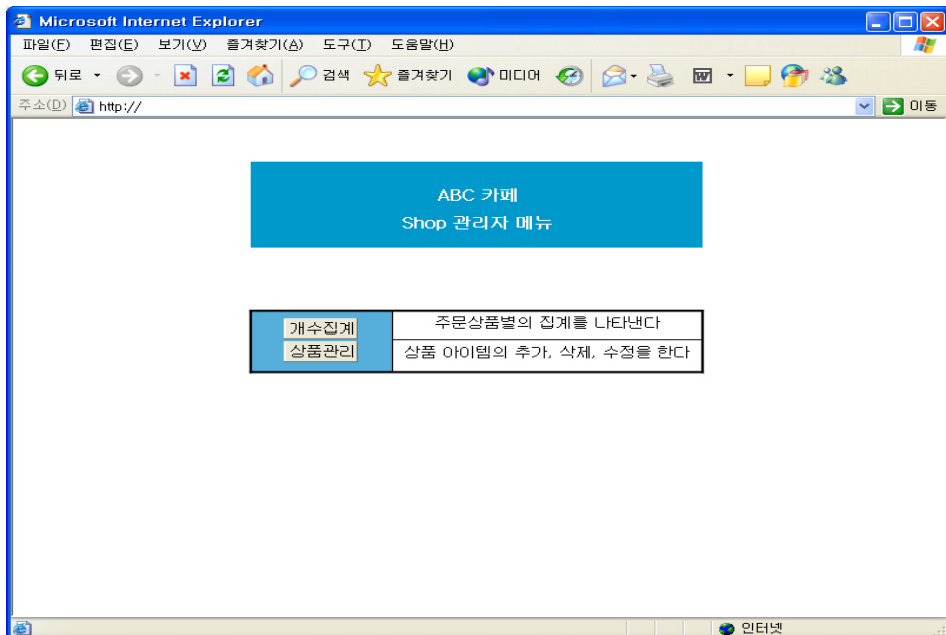 Microsoft Internet Explorer
파일(F) 편집(E) 보기(V) 즐겨찾기(A) 도구(T) 도움말(H)
뒤로 검색 즐겨찾기 미디어
주소(D) http:// 이동
ABC 카페
Shop 관리자 메뉴
개수집계 주문상품별의 집계를 나타낸다
상품관리 상품 아이템의 추가, 삭제, 수정을 한다
인터넷